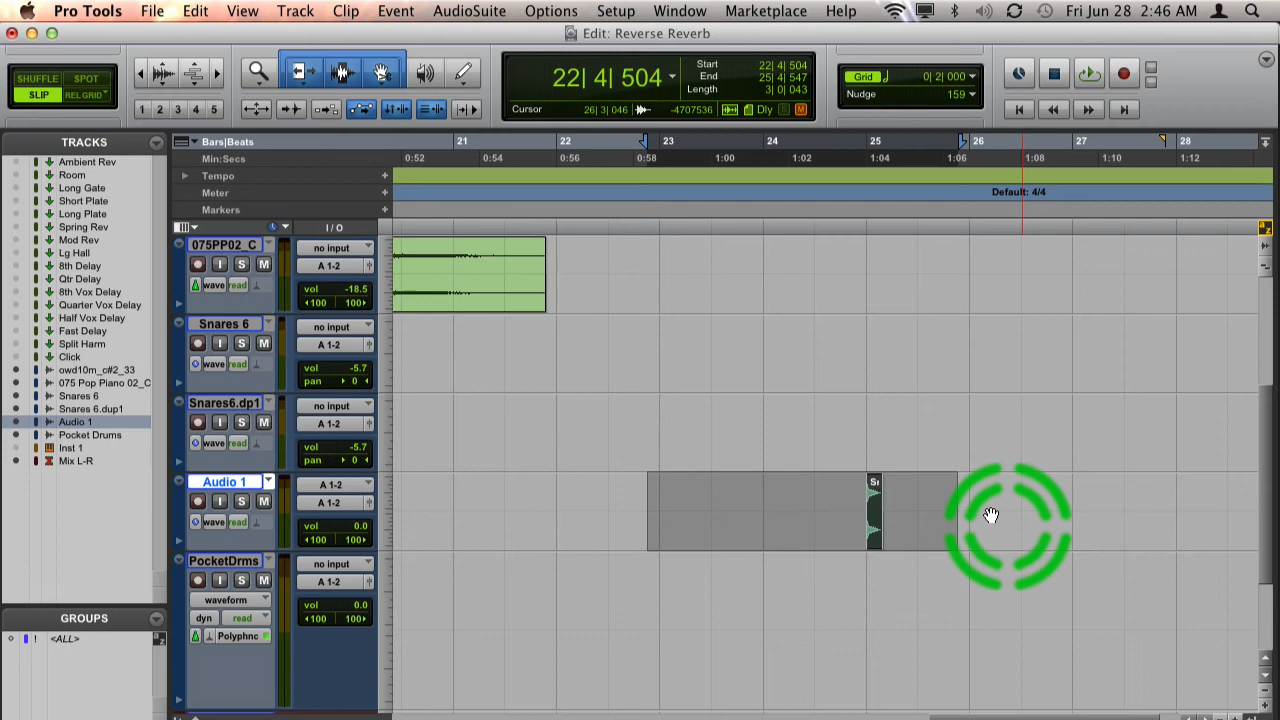 Pro Tools File Edit View Track Clip Event AudioSuite Options Setup Window Marketplace Help Fri Jun 28 2:46 AM
Edit: Reverse Reverb
SHUFFLE SPOT
SLIP REL GRID
1 2 3 4 5
22| 4| 504
Start 22| 4| 504
End 25| 4| 547
Length 3| 0| 043
Cursor 26| 3| 046 -4707536 Dly
Grid 0| 2| 000
Nudge 159
TRACKS
Ambient Rev
Room
Long Gate
Short Plate
Long Plate
Spring Rev
Mod Rev
Lg Hall
8th Delay
Qtr Delay
8th Vox Delay
Quarter Vox Delay
Half Vox Delay
Fast Delay
Split Harm
Click
owd10m_c#2_33
075 Pop Piano 02_C
Snares 6
Snares 6.dup1
Audio 1
Pocket Drums
Inst 1
Mix L-R
GROUPS
! <ALL>
Bars|Beats 21 22 23 24 25 26 27 28
Min:Secs 0:52 0:54 0:56 0:58 1:00 1:02 1:04 1:06 1:08 1:10 1:12
Tempo
Meter Default: 4/4
Markers
I / O
075PP02_C no input
I S M A 1-2
wave read vol -18.5
100 100
Snares 6 no input
I S M A 1-2
wave read vol -5.7
pan 0
Snares6.dp1 no input
I S M A 1-2
wave read vol -5.7
pan 0
Audio 1 A 1-2
I S M A 1-2
wave read vol 0.0
100 100
PocketDrms no input
I S M A 1-2
waveform vol 0.0
dyn read 100 100
Polyphnc